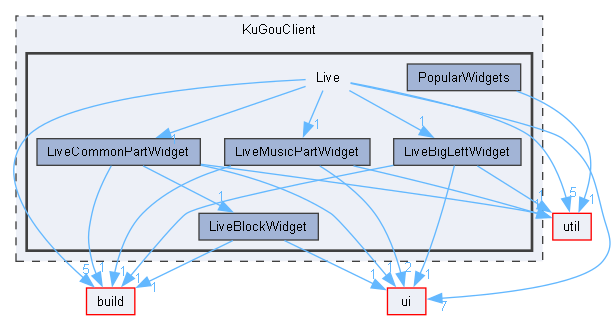 KuGouClient
Live
PopularWidgets
1
1
1
LiveCommonPartWidget
LiveMusicPartWidget
LiveBigLeftWidget
1
5
1
1
LiveBlockWidget
util
5
1
1
1
1
1
1
2
1
7
build
ui